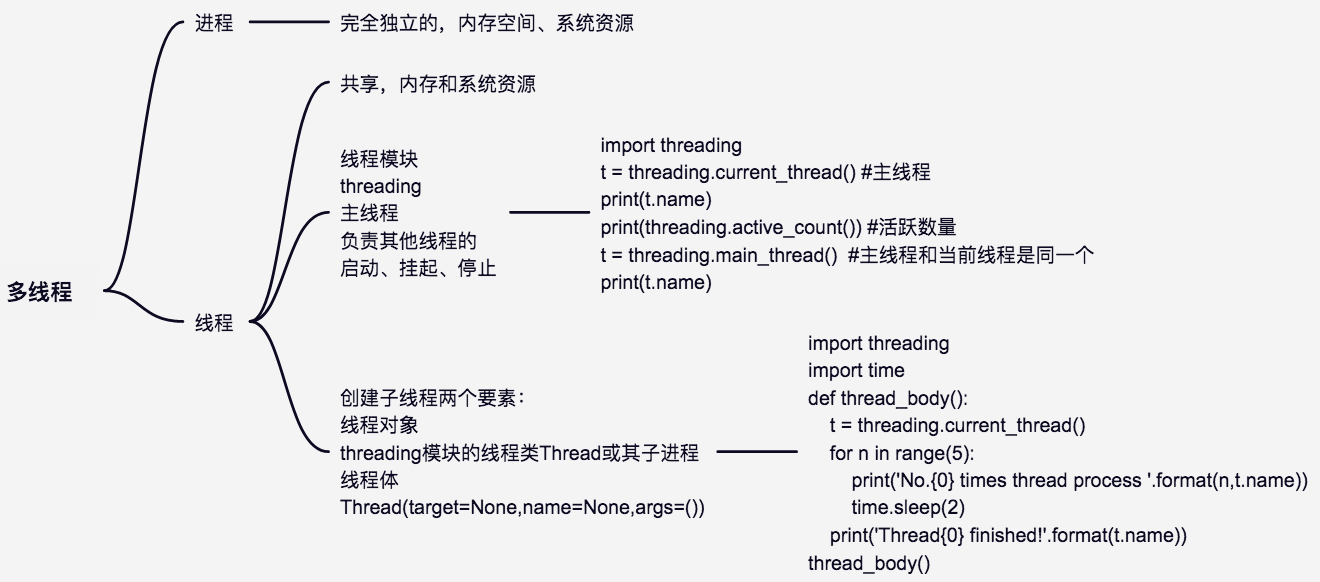 多线程
进程
完全独立的，内存空间、系统资源
线程
共享，内存和系统资源
线程模块
threading
主线程
负责其他线程的
启动、挂起、停止
import threading
t = threading.current_thread() #主线程
print(t.name)
print(threading.active_count()) #活跃数量
t = threading.main_thread()  #主线程和当前线程是同一个
print(t.name)
创建子线程两个要素：
线程对象
threading模块的线程类Thread或其子进程
线程体
Thread(target=None,name=None,args=())
import threading
import time
def thread_body():
    t = threading.current_thread()
    for n in range(5):
        print('No.{0} times thread process '.format(n,t.name))
        time.sleep(2)
    print('Thread{0} finished!'.format(t.name))
thread_body()